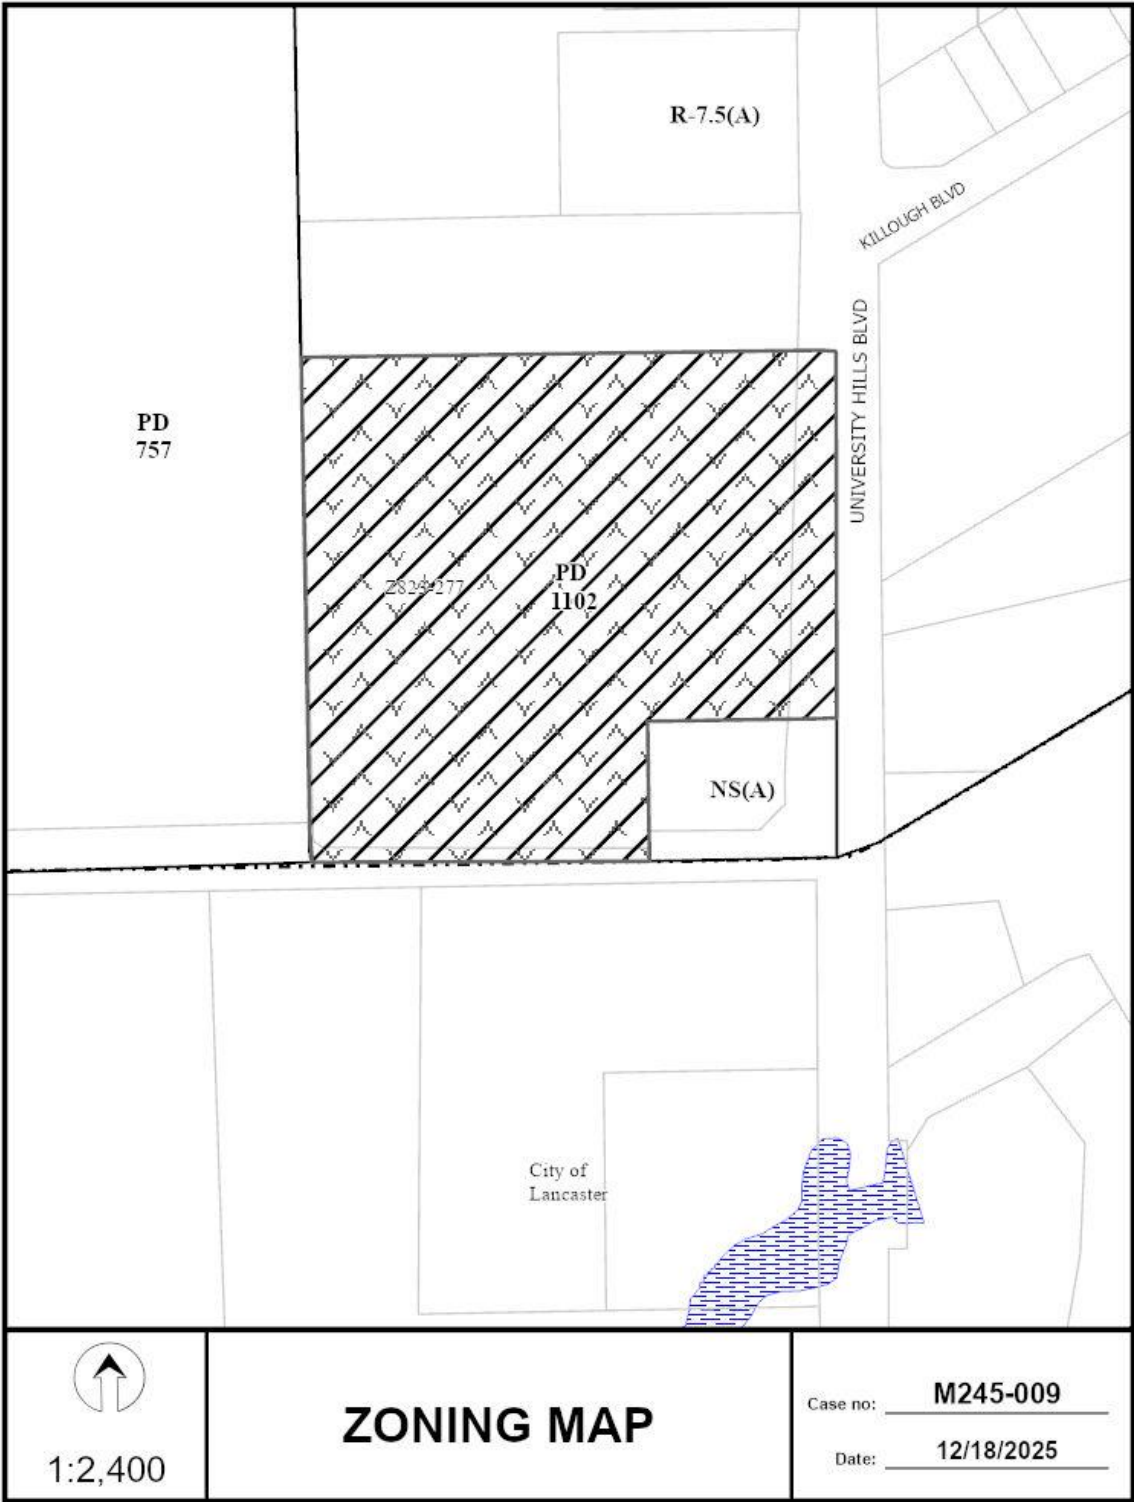 R-7.5(A)
KILLOUGH BLVD
UNIVERSITY HILLS BLVD
PD
757
PD
1102
NS(A)
City of
Lancaster
1:2,400
ZONING MAP
Case no: M245-009
Date: 12/18/2025